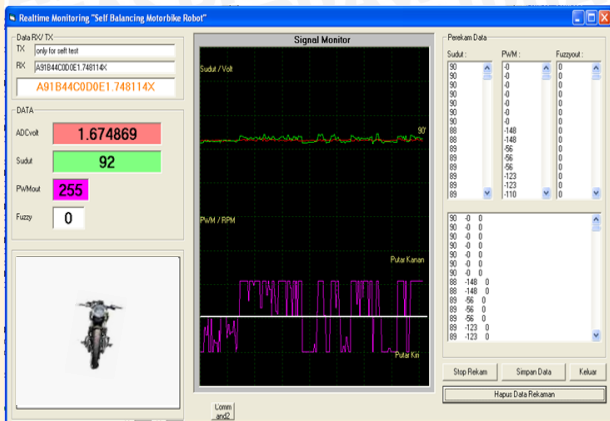 Realtime Monitoring "Self Balancing Motorbike Robot"
Data RX/ TX
TX only for seft test
RX A91B44C0D0E1.748114X
A91B44C0D0E1.748114X
DATA
ADCvolt 1.674869
Sudut 92
PWMout 255
Fuzzy 0
Signal Monitor
Sudut / Volt
90'
PWM / RPM
Putar Kanan
Putar Kiri
Comm
and2
Perekam Data
Sudut : PWM : Fuzzyout :
90 -0 0
90 -0 0
90 -0 0
90 -0 0
90 -0 0
90 -0 0
90 -0 0
88 -148 0
88 -148 0
89 -56 0
89 -56 0
89 -56 0
89 -123 0
89 -123 0
89 -110 0
90 -0 0
90 -0 0
90 -0 0
90 -0 0
90 -0 0
90 -0 0
90 -0 0
88 -148 0
88 -148 0
89 -56 0
89 -56 0
89 -56 0
89 -123 0
89 -123 0
Stop Rekam Simpan Data Keluar
Hapus Data Rekaman